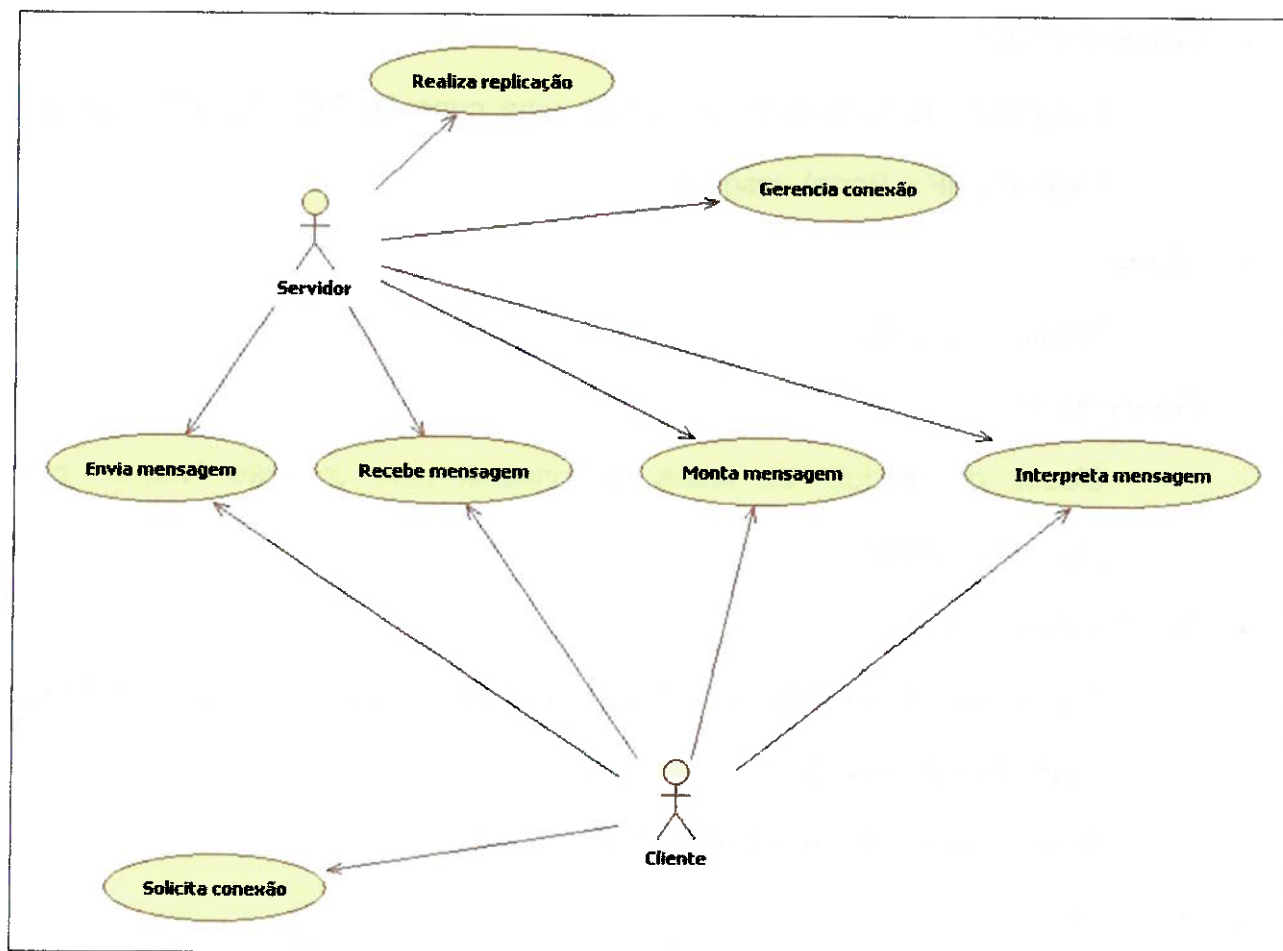 Realiza replicação
Gerencia conexão
Servidor
Envia mensagem
Recebe mensagem
Monta mensagem
Interpreta mensagem
Cliente
Solicita conexão